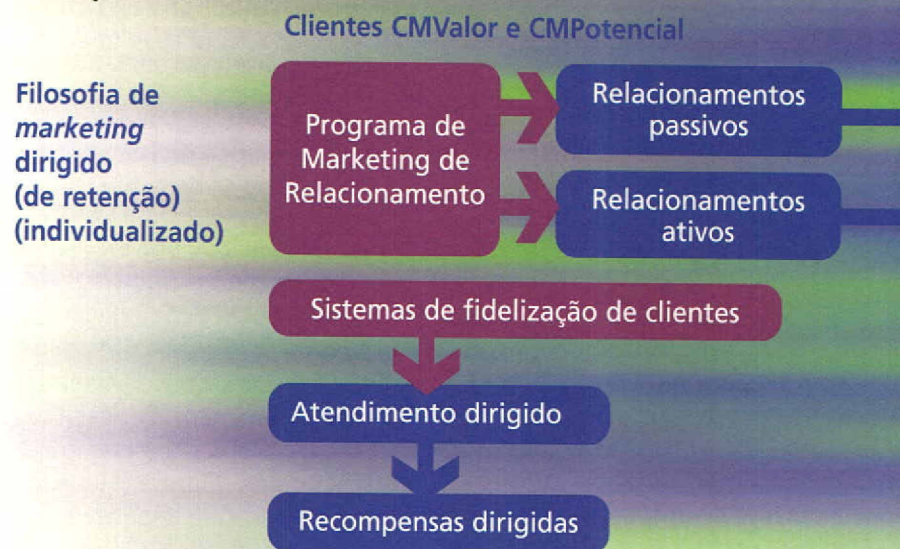 Clientes CMValor e CMPotencial
Filosofia de
marketing
dirigido
(de retenção)
(individualizado)
Programa de
Marketing de
Relacionamento
Relacionamentos
passivos
Relacionamentos
ativos
Sistemas de fidelização de clientes
Atendimento dirigido
Recompensas dirigidas